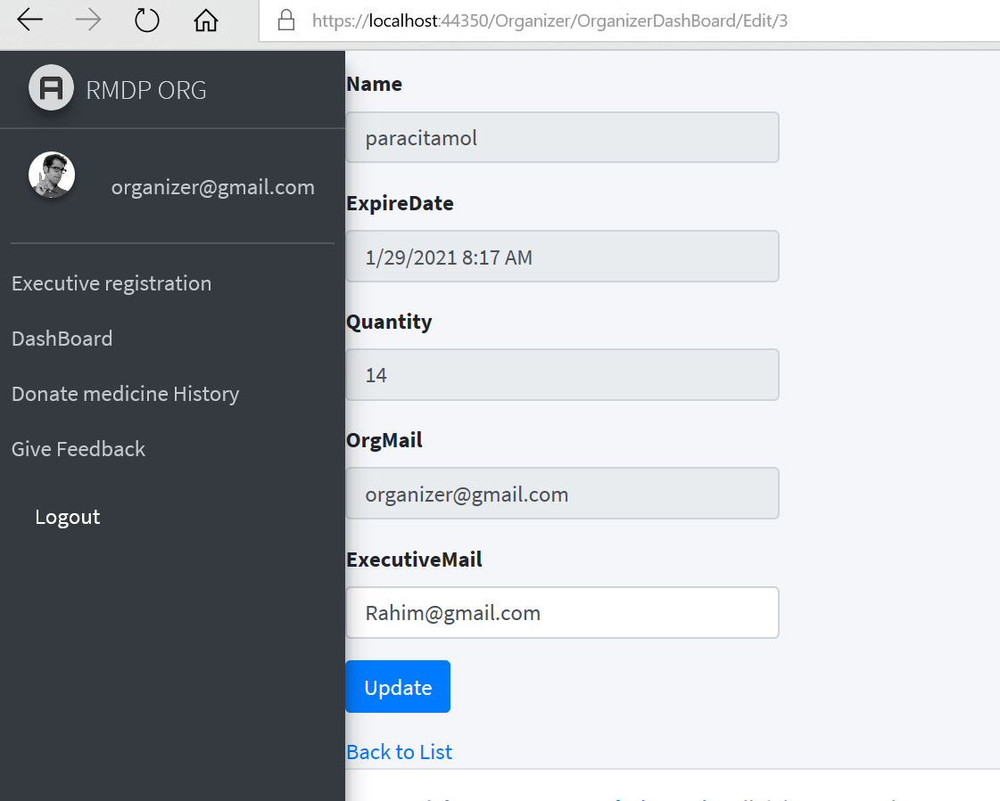 https://localhost:44350/Organizer/OrganizerDashBoard/Edit/3
RMDP ORG
organizer@gmail.com
Executive registration
DashBoard
Donate medicine History
Give Feedback
Logout
Name
paracitamol
ExpireDate
1/29/2021 8:17 AM
Quantity
14
OrgMail
organizer@gmail.com
ExecutiveMail
Rahim@gmail.com
Update
Back to List